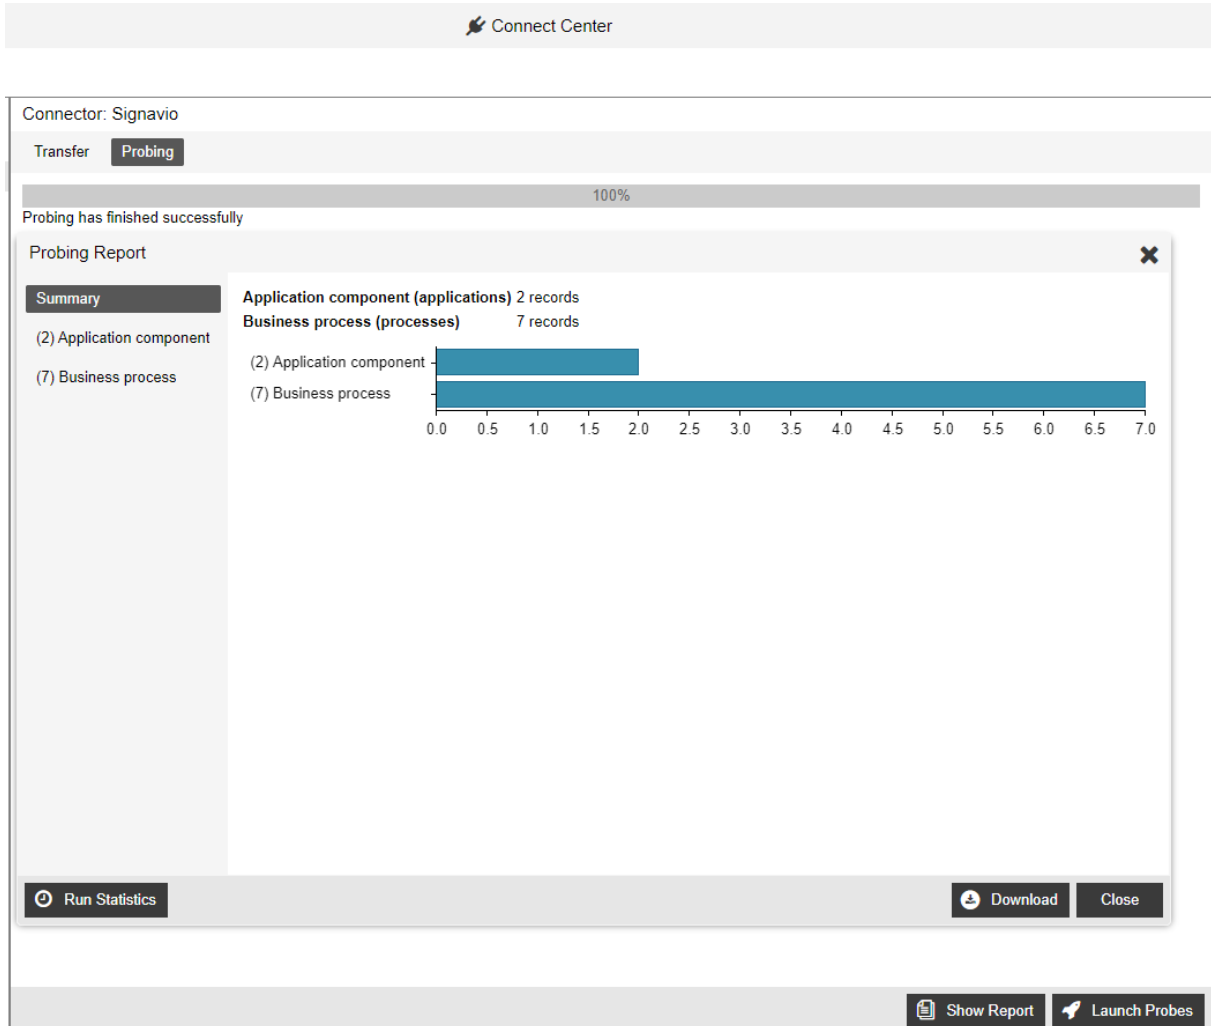 Connect Center
Connector: Signavio
Transfer Probing
100%
Probing has finished successfully
Probing Report
Summary
(2) Application component
(7) Business process
Application component (applications) 2 records
Business process (processes) 7 records
(2) Application component
(7) Business process
0.0 0.5 1.0 1.5 2.0 2.5 3.0 3.5 4.0 4.5 5.0 5.5 6.0 6.5 7.0
Run Statistics Download Close
Show Report Launch Probes